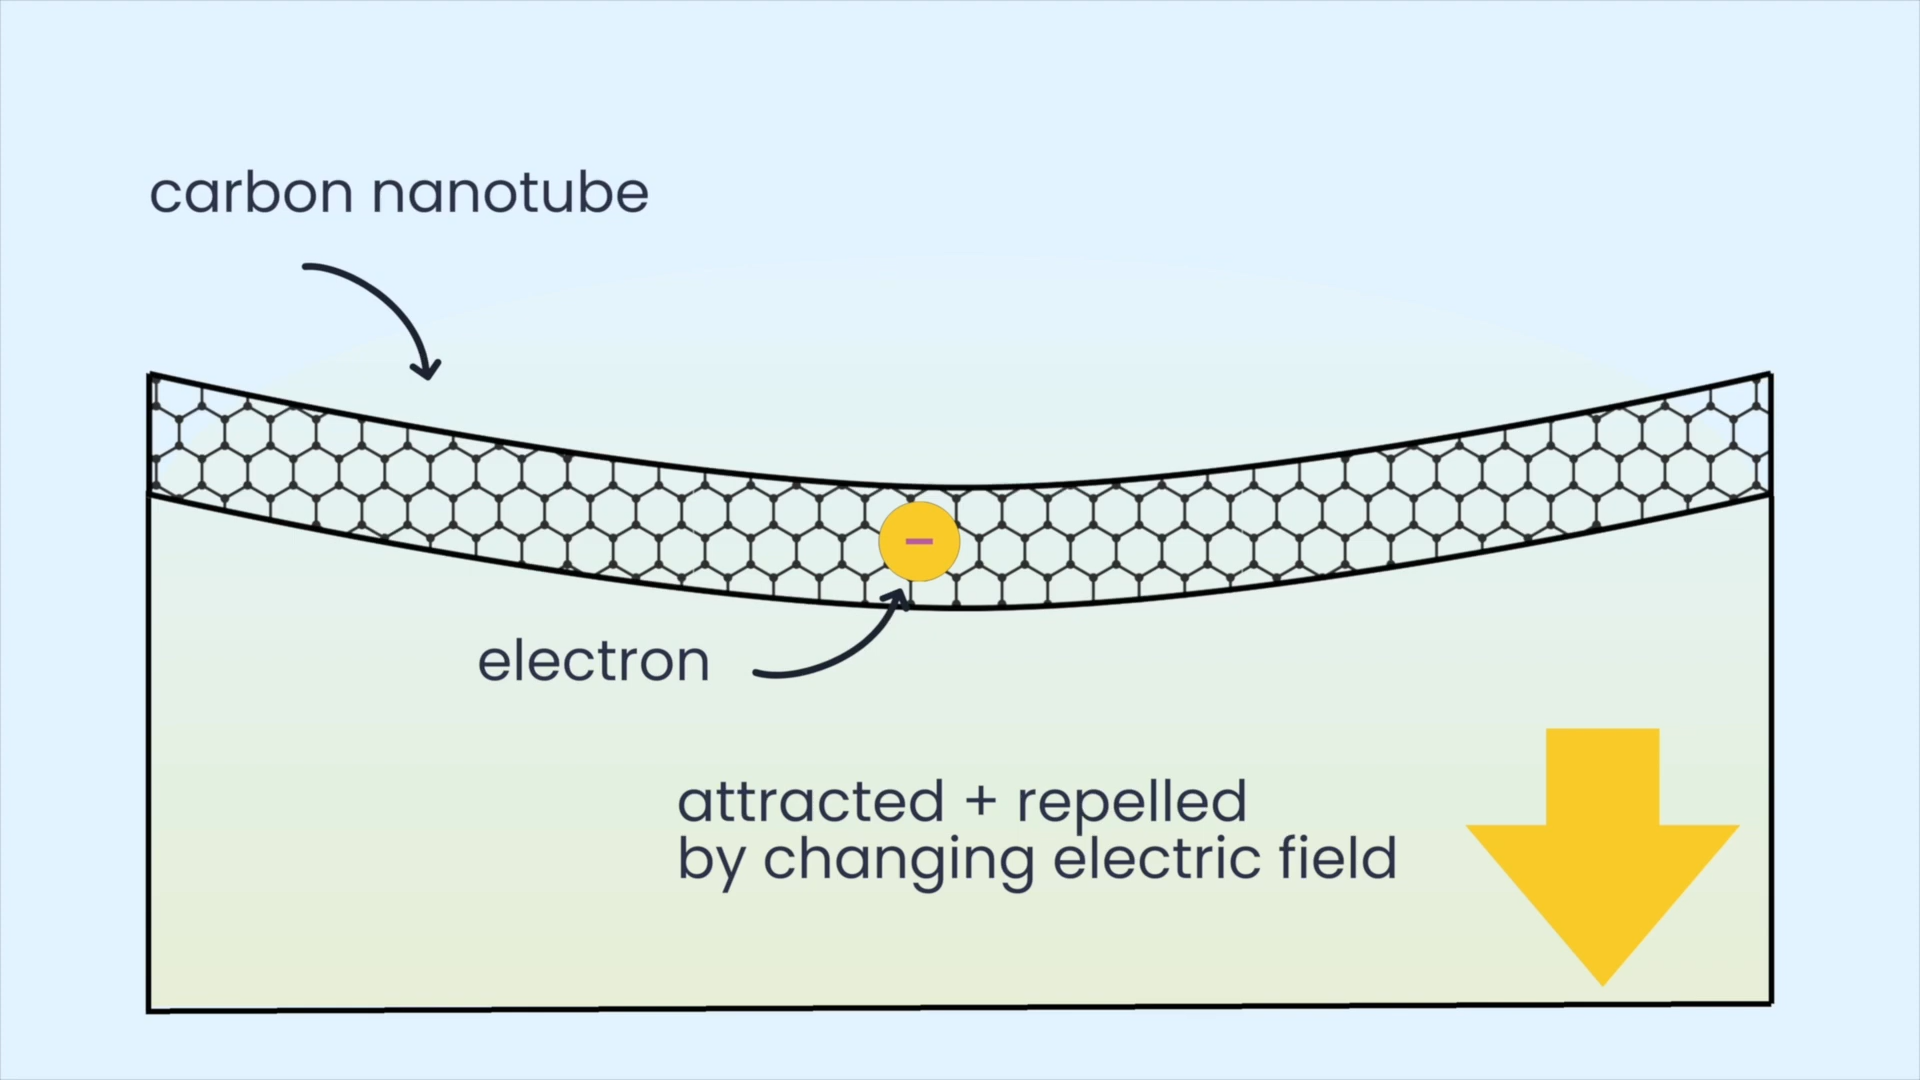 carbon nanotube
electron
attracted + repelled
by changing electric field